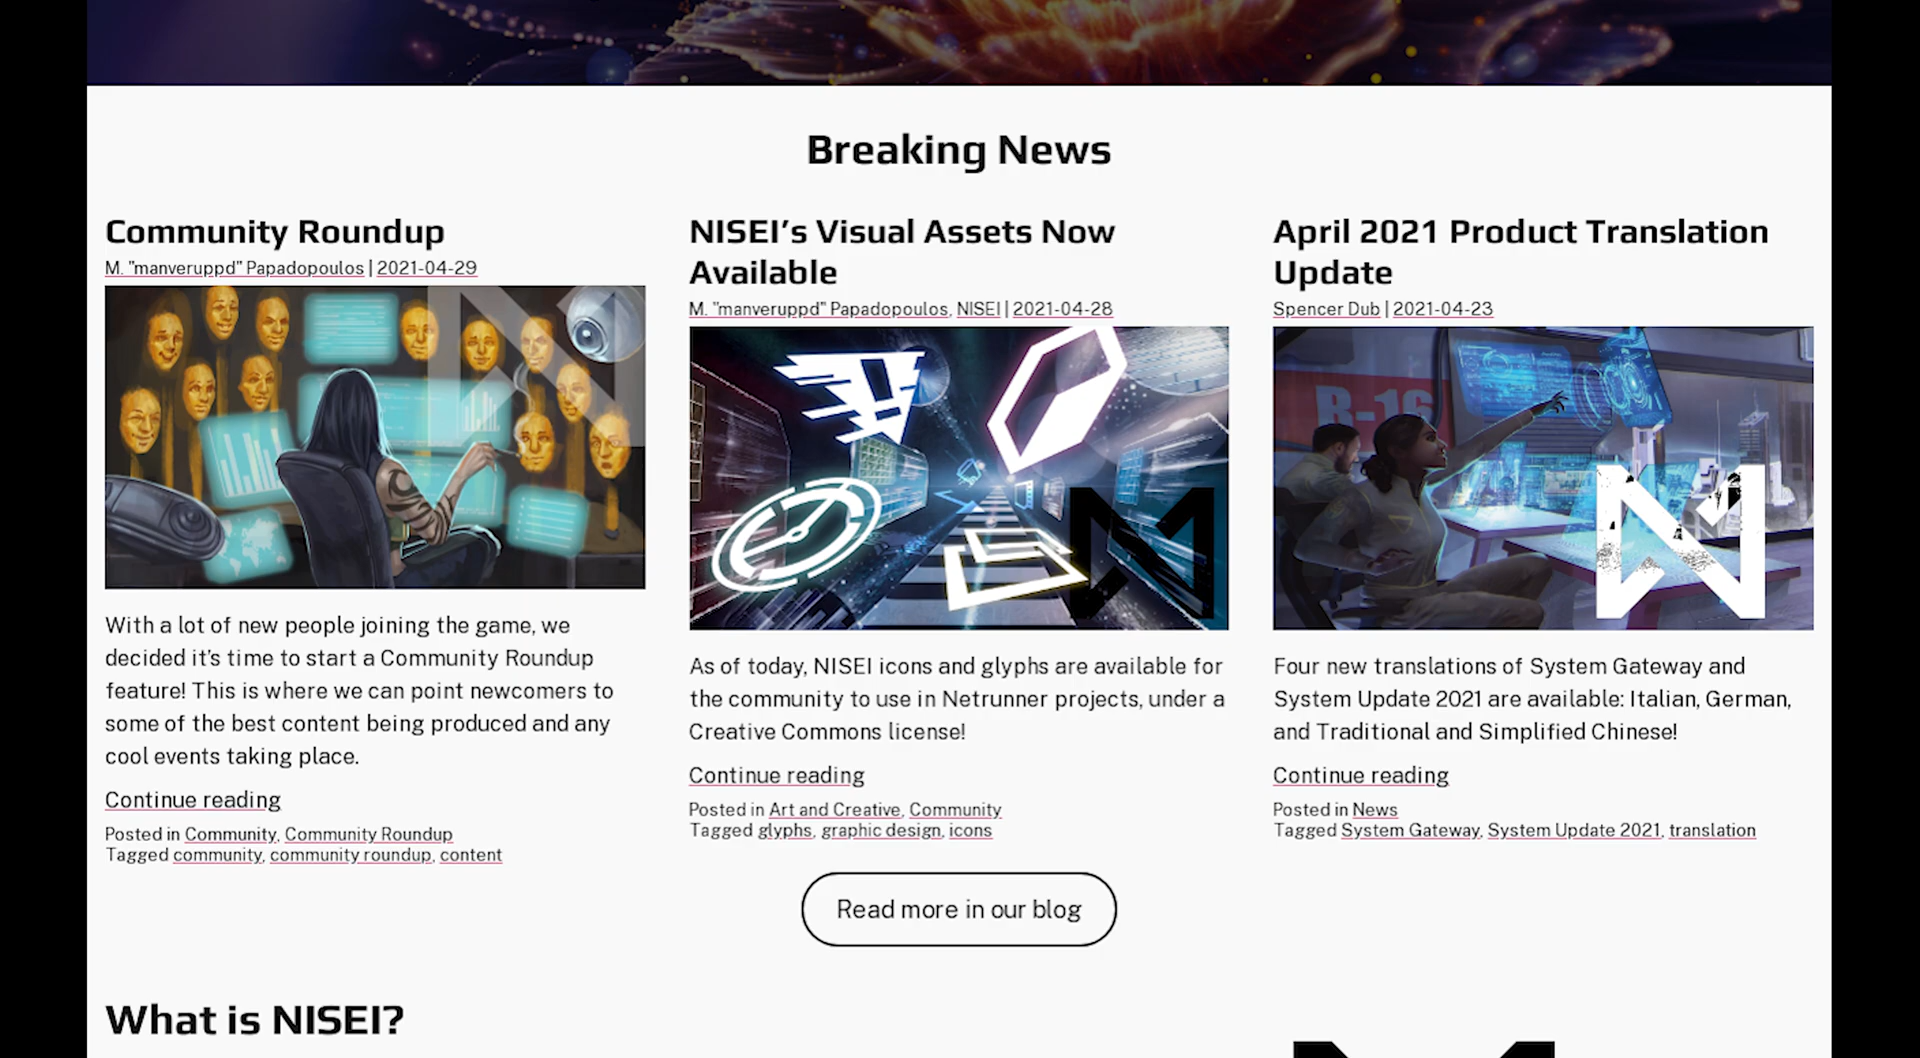 Breaking News
Community Roundup
M. "manveruppd" Papadopoulos | 2021-04-29
With a lot of new people joining the game, we
decided it's time to start a Community Roundup
feature! This is where we can point newcomers to
some of the best content being produced and any
cool events taking place.
Continue reading
Posted in Community, Community Roundup
Tagged community, community roundup, content
NISEI's Visual Assets Now
Available
M. "manveruppd" Papadopoulos, NISEI | 2021-04-28
As of today, NISEI icons and glyphs are available for
the community to use in Netrunner projects, under a
Creative Commons license!
Continue reading
Posted in Art and Creative, Community
Tagged glyphs, graphic design, icons
April 2021 Product Translation
Update
Spencer Dub | 2021-04-23
R-16
Four new translations of System Gateway and
System Update 2021 are available: Italian, German,
and Traditional and Simplified Chinese!
Continue reading
Posted in News
Tagged System Gateway, System Update 2021, translation
Read more in our blog
What is NISEI?